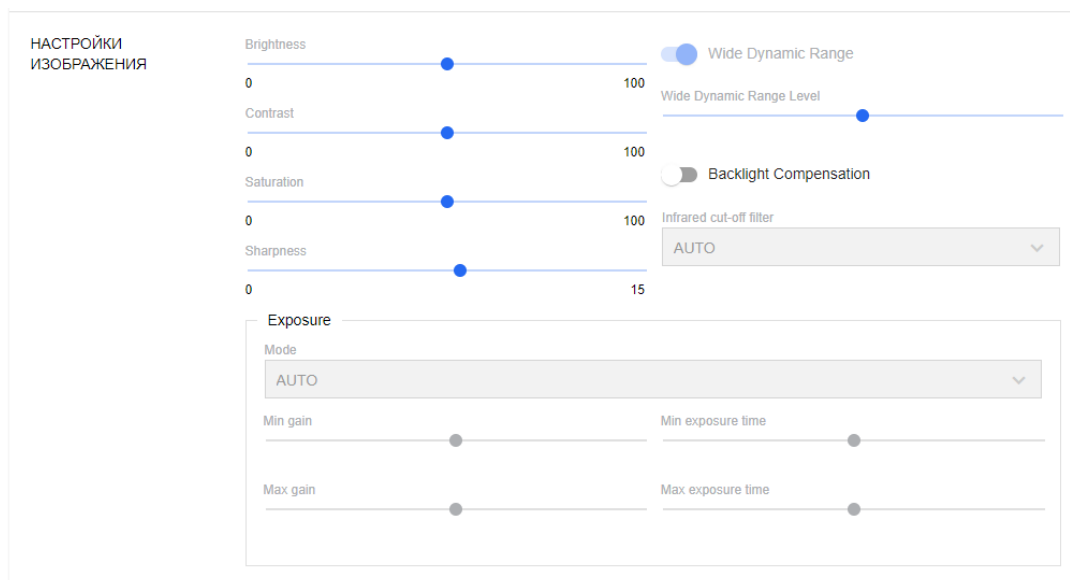 НАСТРОЙКИ
ИЗОБРАЖЕНИЯ
Brightness
0 100
Contrast
0 100
Saturation
0 100
Sharpness
0 15
Wide Dynamic Range
Wide Dynamic Range Level
Backlight Compensation
Infrared cut-off filter
AUTO
Exposure
Mode
AUTO
Min gain
Min exposure time
Max gain
Max exposure time